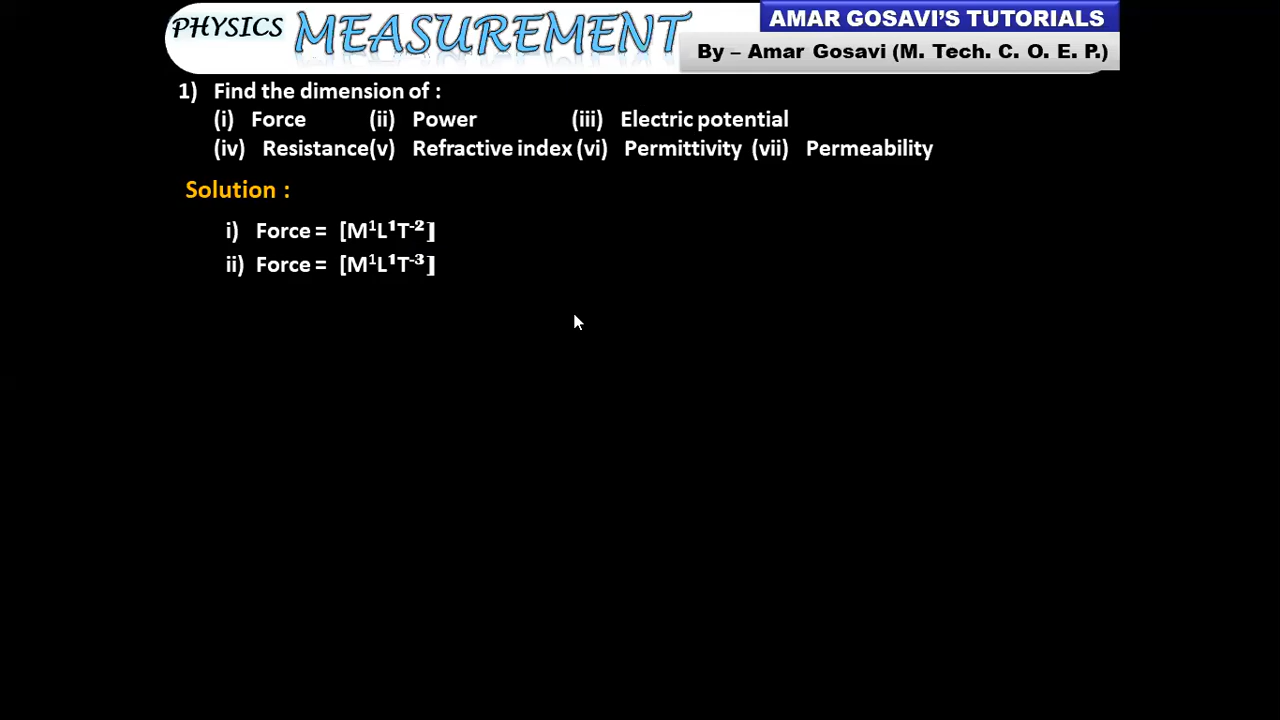 PHYSICS MEASUREMENT
AMAR GOSAVI'S TUTORIALS
By – Amar Gosavi (M. Tech. C. O. E. P.)
1) Find the dimension of :
(i) Force (ii) Power (iii) Electric potential
(iv) Resistance(v) Refractive index (vi) Permittivity (vii) Permeability
Solution :
i) Force = [M¹L¹T⁻²]
ii) Force = [M¹L¹T⁻³]